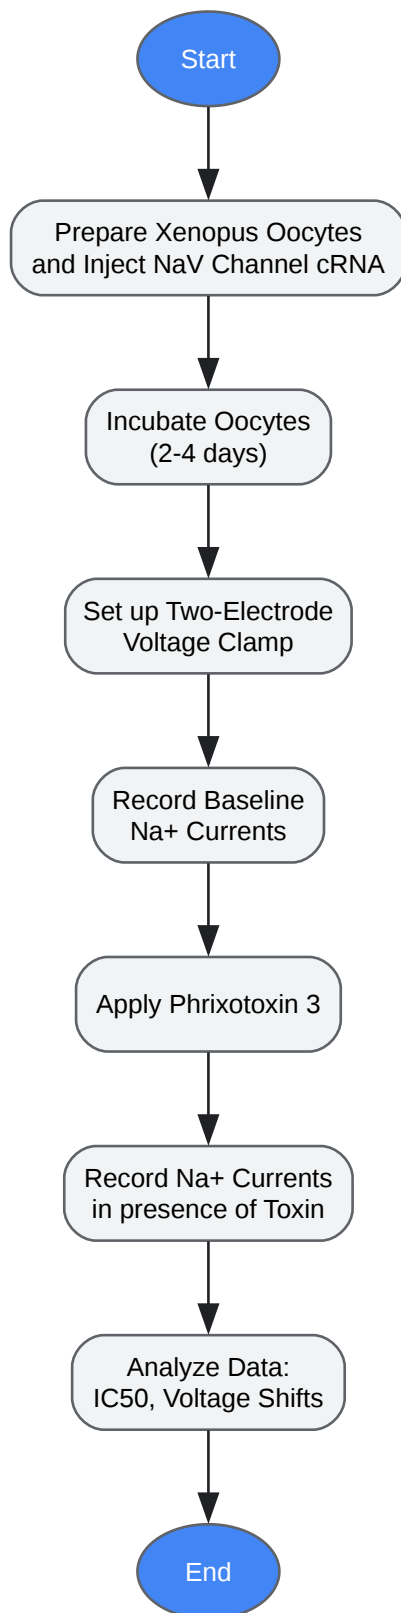 Start
Prepare Xenopus Oocytes
and Inject NaV Channel cRNA
Incubate Oocytes
(2-4 days)
Set up Two-Electrode
Voltage Clamp
Record Baseline
Na+ Currents
Apply Phrixotoxin 3
Record Na+ Currents
in presence of Toxin
Analyze Data:
IC50, Voltage Shifts
End